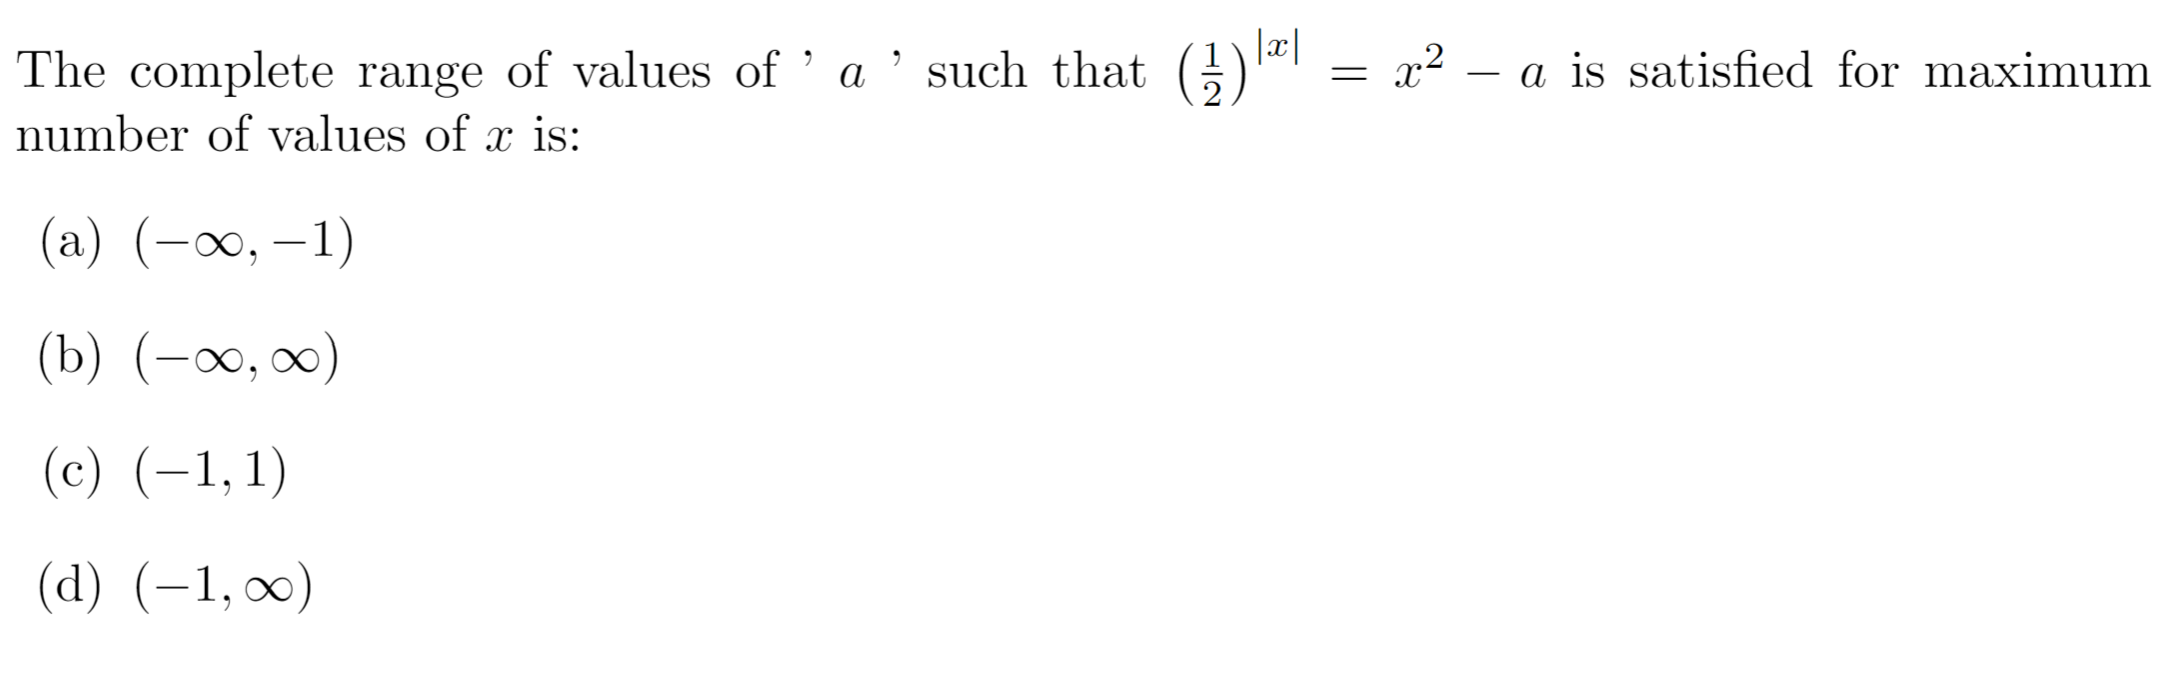 The complete range of values of ’ a ’ such that (1/2)^|x| = x² − a is satisfied for maximum
number of values of x is:
(a) (−∞, −1)
(b) (−∞, ∞)
(c) (−1, 1)
(d) (−1, ∞)